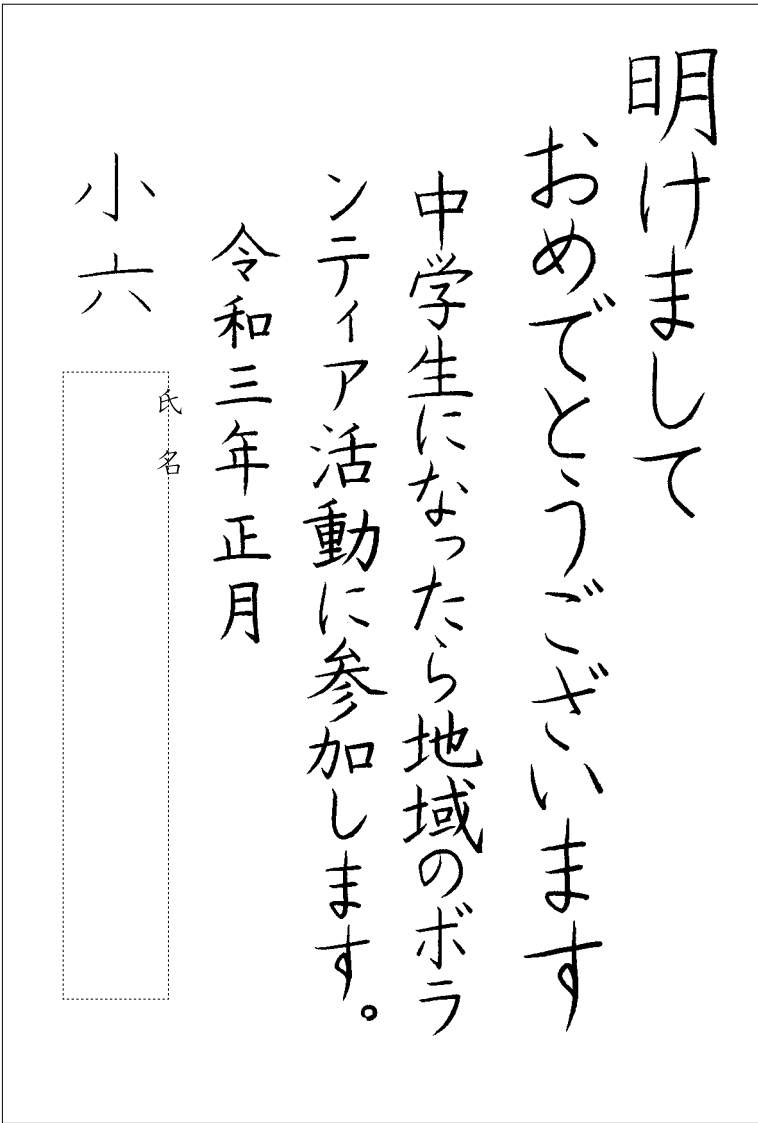 明けまして
おめでとうございます
中学生になったら地域のボラ
ンティア活動に参加します。
令和三年正月
小六
氏名